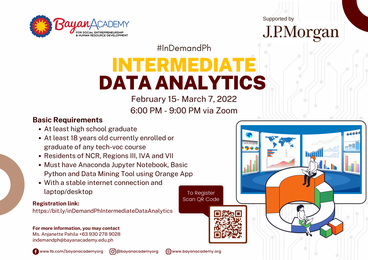 BayanAcademy
FOR SOCIAL ENTREPRENEURSHIP
& HUMAN RESOURCE DEVELOPMENT
Supported by
J.P.Morgan
#InDemandPh
INTERMEDIATE
DATA ANALYTICS
February 15- March 7, 2022
6:00 PM - 9:00 PM via Zoom
Basic Requirements
• At least high school graduate
• At least 18 years old currently enrolled or
graduate of any tech-voc course
• Residents of NCR, Regions III, IVA and VII
• Must have Anaconda Jupyter Notebook, Basic
Python and Data Mining Tool using Orange App
• With a stable internet connection and
laptop/desktop
To Register
Scan QR Code
Registration link:
https://bit.ly/inDemandPhIntermediateDataAnalytics
For more information, you may contact
Ms. Anjanette Pahila +63 930 278 9028
indemandph@bayanacademy.edu.ph
www.fb.com/bayanacademyorg
@bayanacademyorg
www.bayanacademy.org